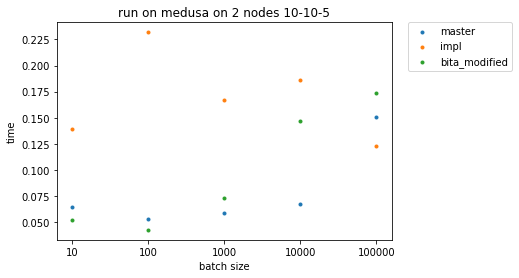 run on medusa on 2 nodes 10-10-5
master
impl
bita_modified
0.225
0.200
0.175
0.150
0.125
0.100
0.075
0.050
time
10 100 1000 10000 100000
batch size